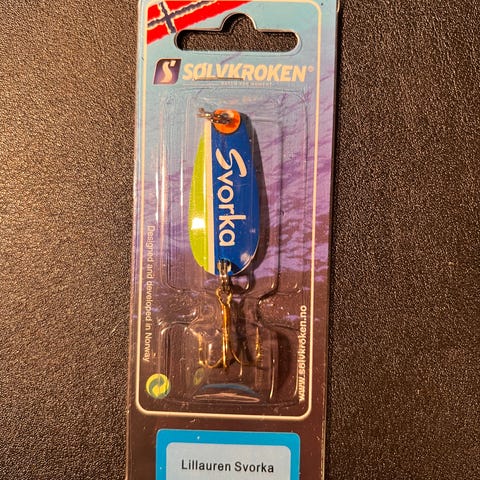 SØLVKROKEN®
Svorka
Designed and developed in Norway
www.solvkroken.no
Lillauren Svorka